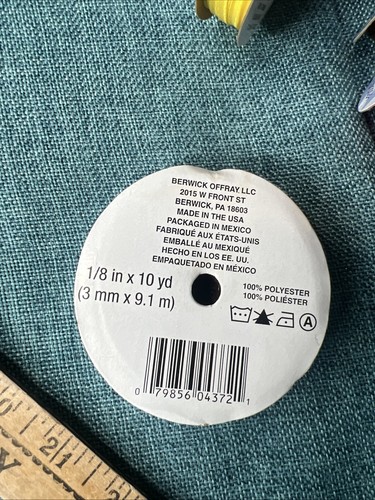 BERWICK OFFRAY, LLC
2015 W FRONT ST
BERWICK, PA 18603
MADE IN THE USA
PACKAGED IN MEXICO
FABRIQUÉ AUX ÉTATS-UNIS
EMBALLÉ AU MEXIQUE
HECHO EN LOS EE. UU.
EMPAQUETADO EN MÉXICO
1/8 in x 10 yd
(3 mm x 9.1 m)
100% POLYESTER
100% POLIÉSTER
A
0 79856 04372 1